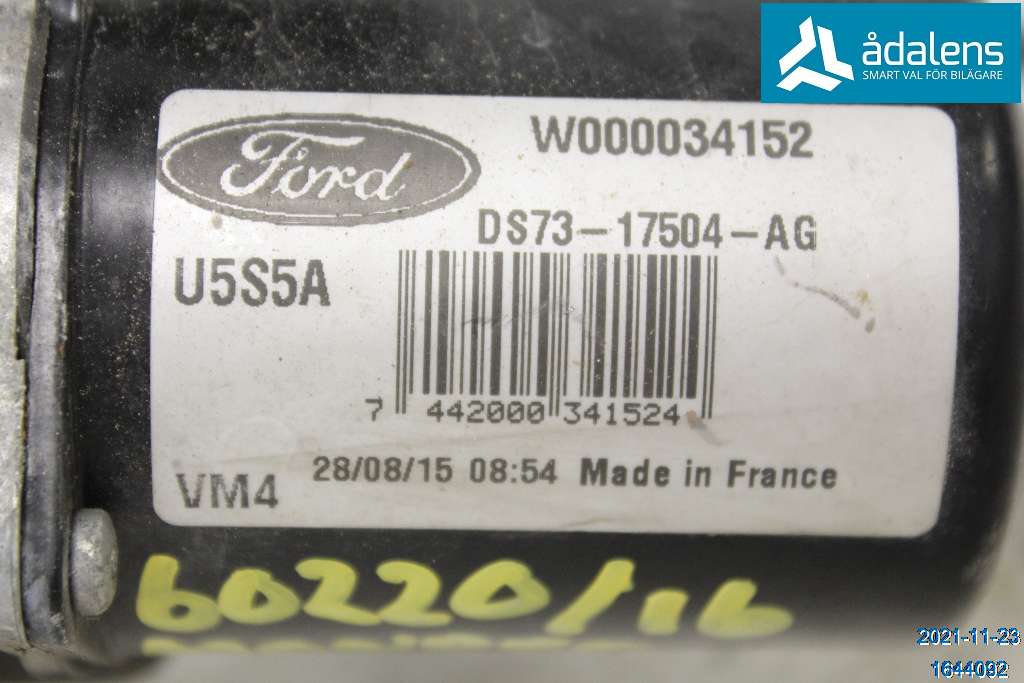 ådalens
SMART VAL FÖR BILÄGARE
Ford
W000034152
DS73-17504-AG
U5S5A
7 442000 341524
28/08/15 08:54 Made in France
VM4
60220/16
2021-11-23
1644092